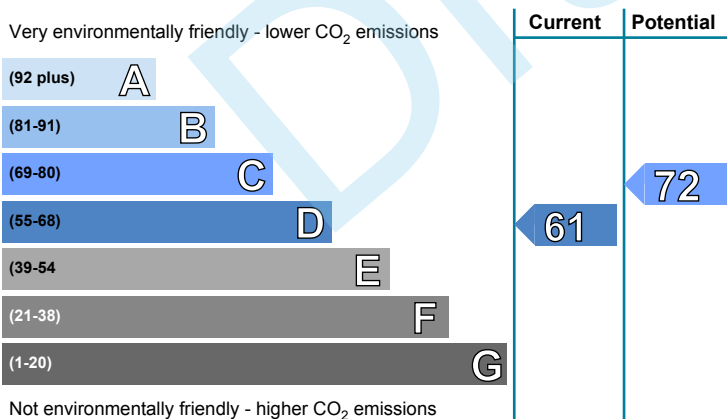 Very environmentally friendly - lower CO2 emissions
Current Potential
(92 plus) A
(81-91) B
(69-80) C
(55-68) D
(39-54 E
(21-38) F
(1-20) G
61
72
Not environmentally friendly - higher CO2 emissions